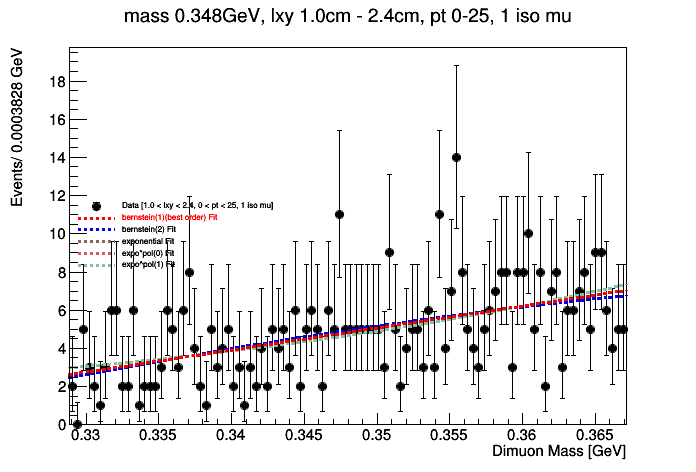 mass 0.348GeV, lxy 1.0cm - 2.4cm, pt 0-25, 1 iso mu
Events/ 0.0003828 GeV
18
16
14
12
10
8
6
4
2
0
Data [1.0 < lxy < 2.4, 0 < pt < 25, 1 iso mu]
bernstein(1)(best order) Fit
bernstein(2) Fit
exponential Fit
expo*pol(0) Fit
expo*pol(1) Fit
0.33 0.335 0.34 0.345 0.35 0.355 0.36 0.365
Dimuon Mass [GeV]